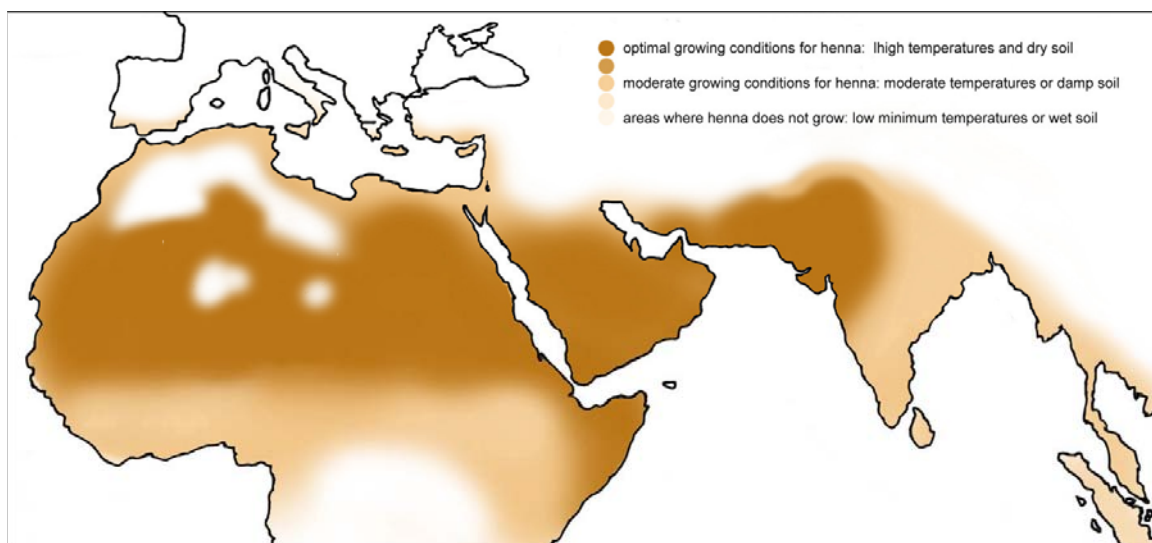 optimal growing conditions for henna:  lhigh temperatures and dry soil
moderate growing conditions for henna: moderate temperatures or damp soil
areas where henna does not grow: low minimum temperatures or wet soil